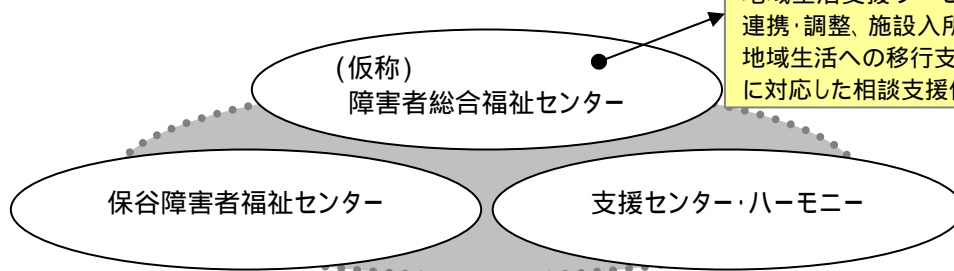 連携･調整、施設入所
地域生活への移行支
に対応した相談支援
(仮称)
障害者総合福祉センター
保谷障害者福祉センター
支援センター･ハーモニー